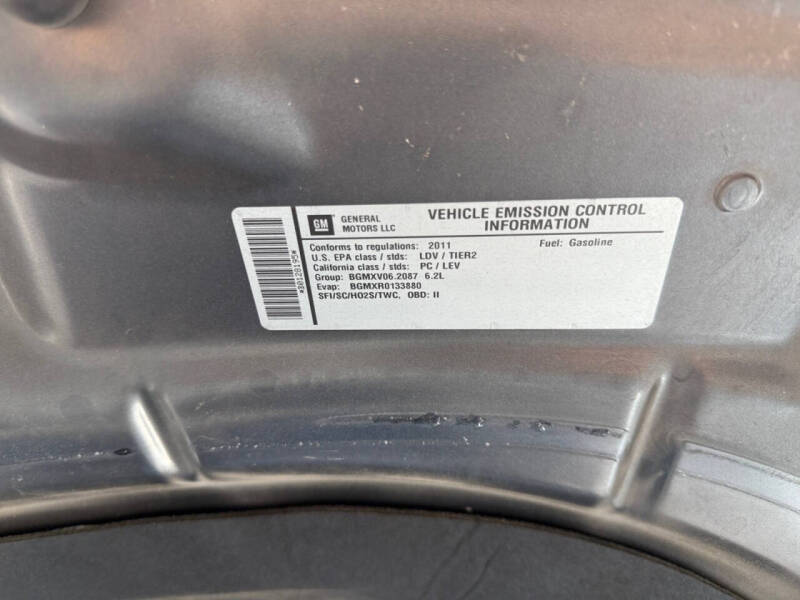 GM
GENERAL MOTORS LLC
VEHICLE EMISSION CONTROL INFORMATION
Conforms to regulations: 2011 Fuel: Gasoline
U.S. EPA class / stds: LDV / TIER2
California class / stds: PC / LEV
Group: BGMXV06.2087 6.2L
Evap: BGMXR0133880
SFI/SC/HO2S/TWC, OBD: II
*80128195*